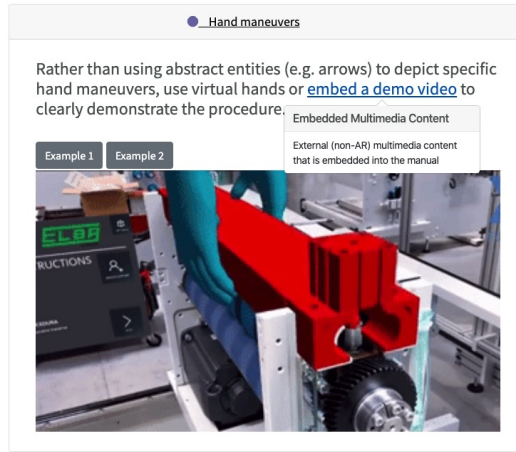 Hand maneuvers
Rather than using abstract entities (e.g. arrows) to depict specific
hand maneuvers, use virtual hands or embed a demo video to
clearly demonstrate the procedure.
Embedded Multimedia Content
External (non-AR) multimedia content
that is embedded into the manual
Example 1
Example 2
ELBA
RUCTIONS